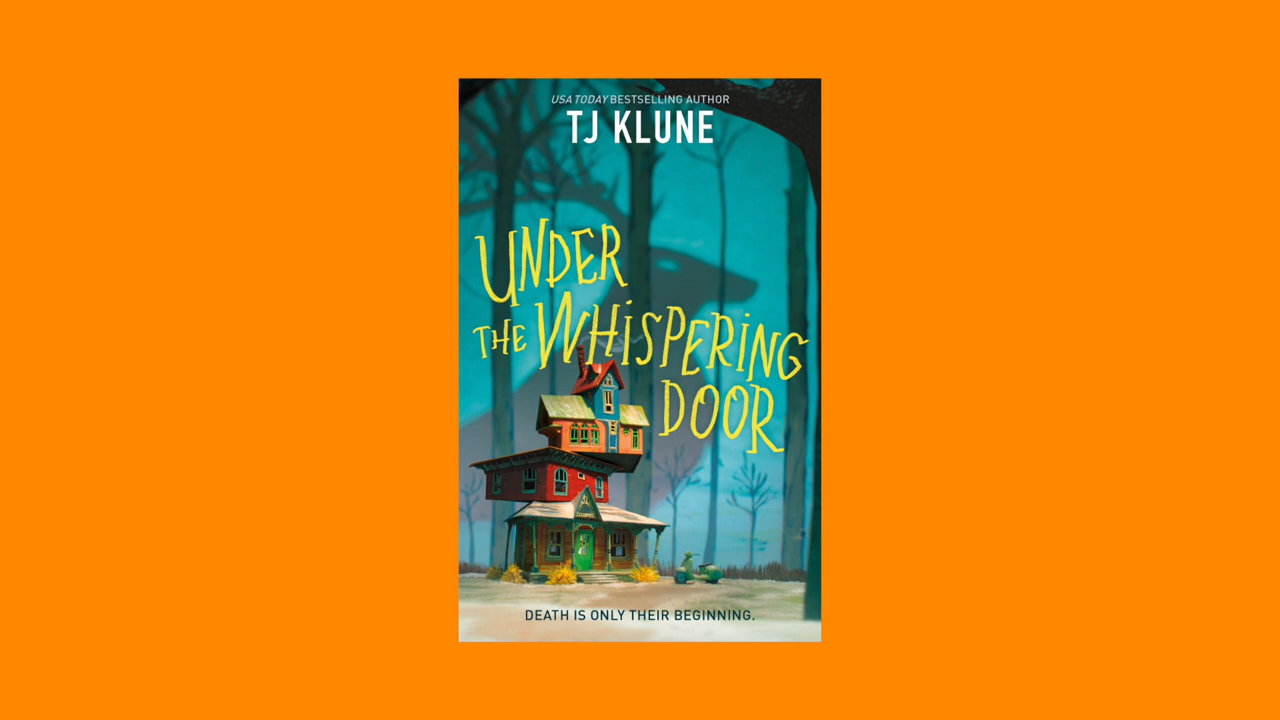 USA TODAY BESTSELLING AUTHOR
TJ KLUNE
UNDER
THE WHISPERING
DOOR
DEATH IS ONLY THEIR BEGINNING.